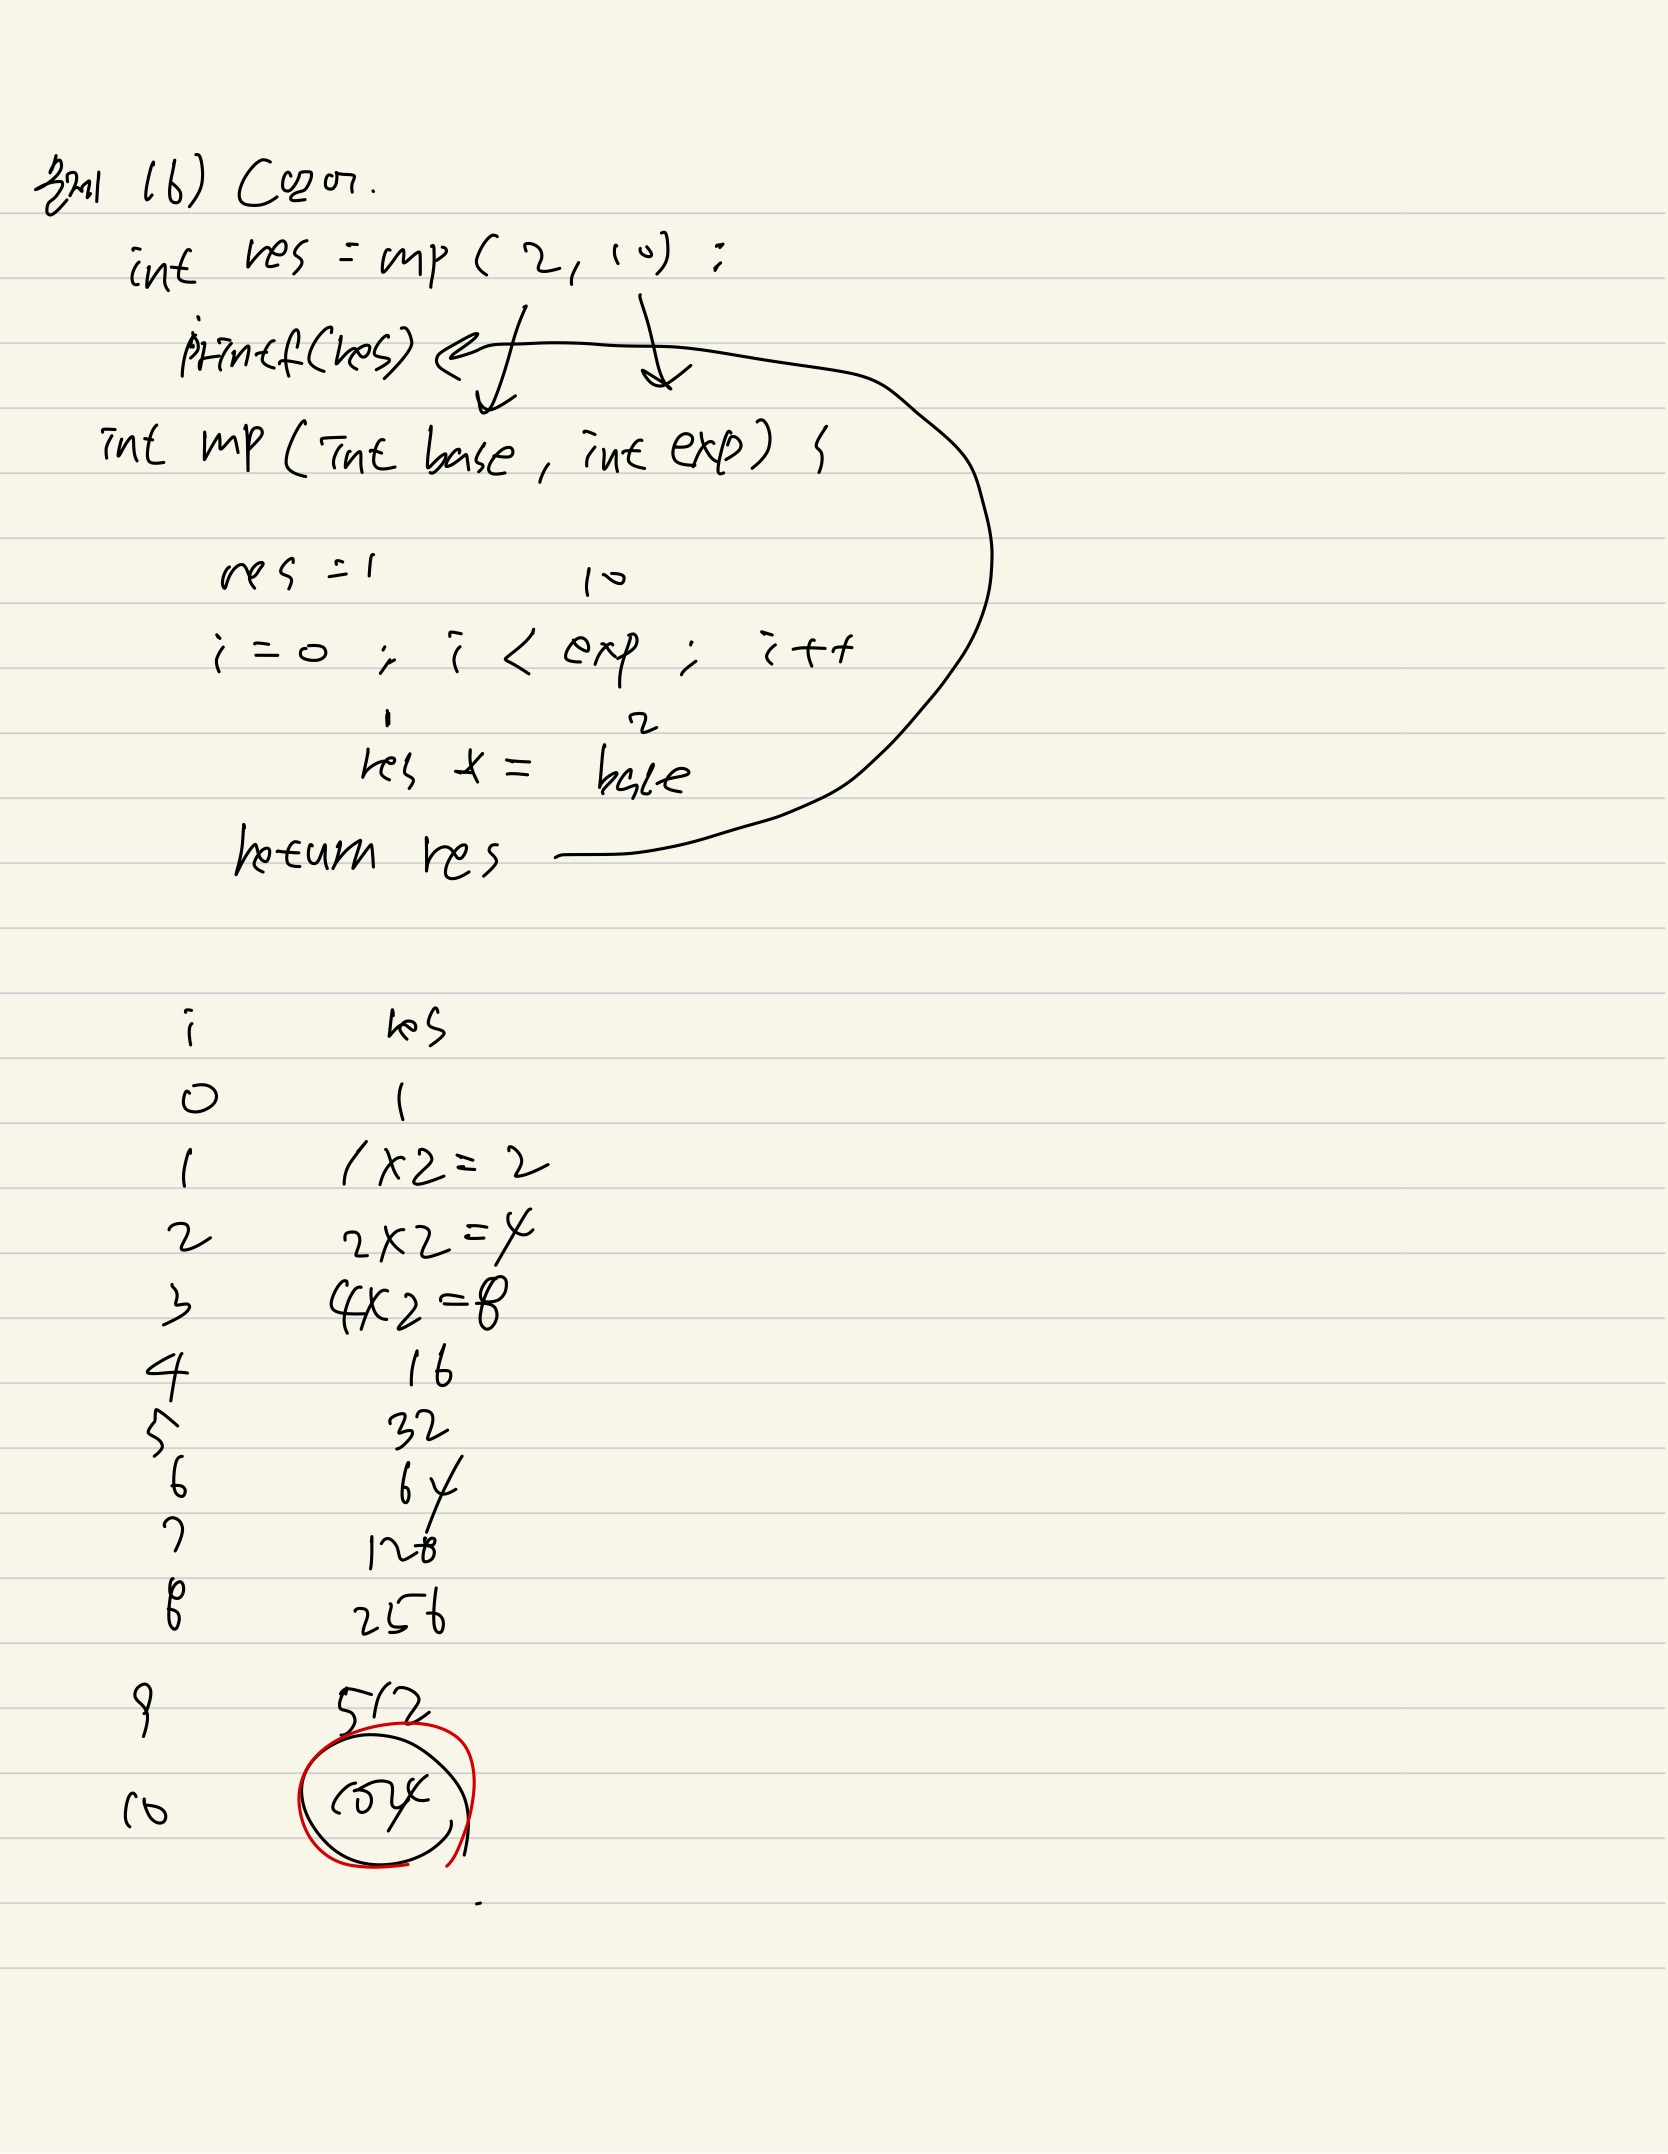 문제 16) C언어.
int res = mp ( 2, 10) ;
printf(res)
int mp (int base, int exp) {
res = 1
10
i = 0 ; i < exp ; i++
1 2
res *= base
return res
i res
0 1
1 1×2= 2
2 2×2 =4
3 4×2 =8
4 16
5 32
6 64
7 128
8 256
9 512
10 1024